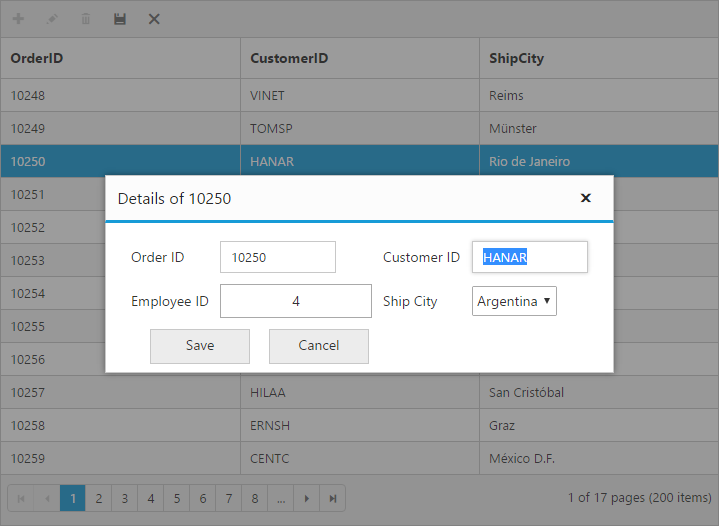 OrderID CustomerID ShipCity
10248 VINET Reims
10249 TOMSP Münster
10250 HANAR Rio de Janeiro
10251
10252
10253
10254
10255
10256
Details of 10250
Order ID 10250 Customer ID HANAR
Employee ID 4 Ship City Argentina
Save Cancel
10257 HILAA San Cristóbal
10258 ERNSH Graz
10259 CENTC México D.F.
1 2 3 4 5 6 7 8 ... 1 of 17 pages (200 items)